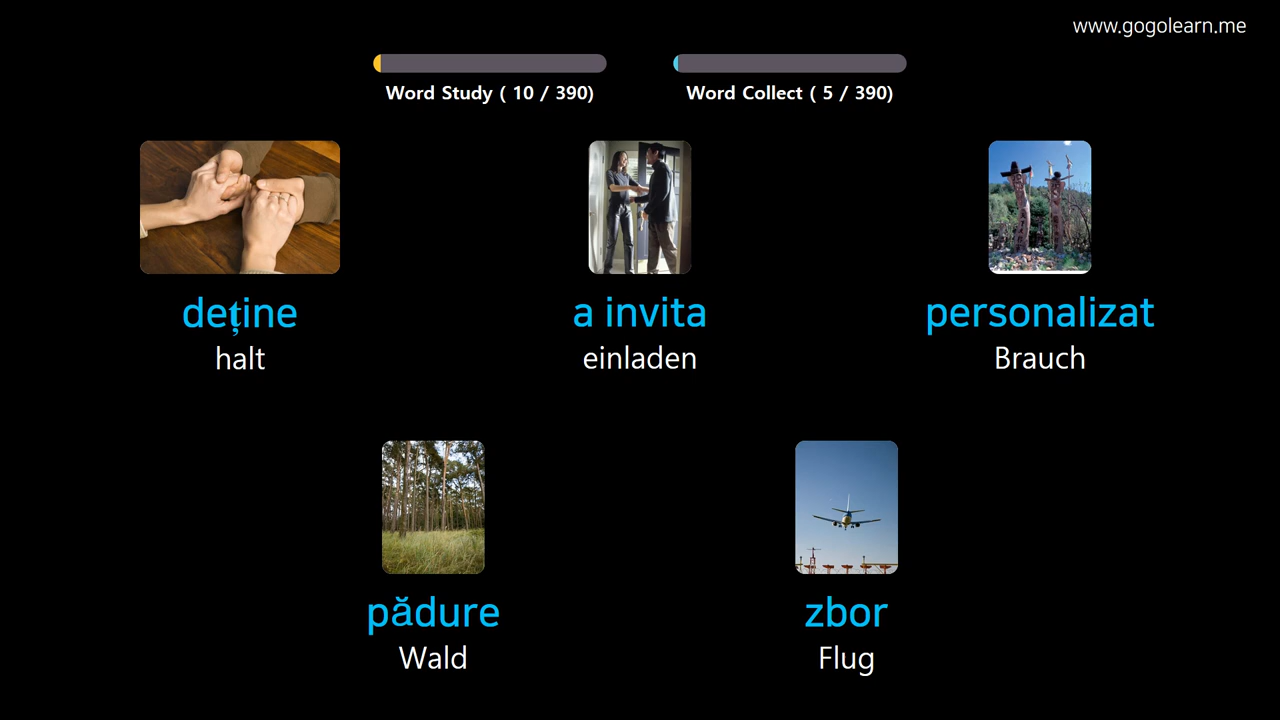 www.gogolearn.me
Word Study ( 10 / 390)
Word Collect ( 5 / 390)
deține
halt
a invita
einladen
personalizat
Brauch
pădure
Wald
zbor
Flug